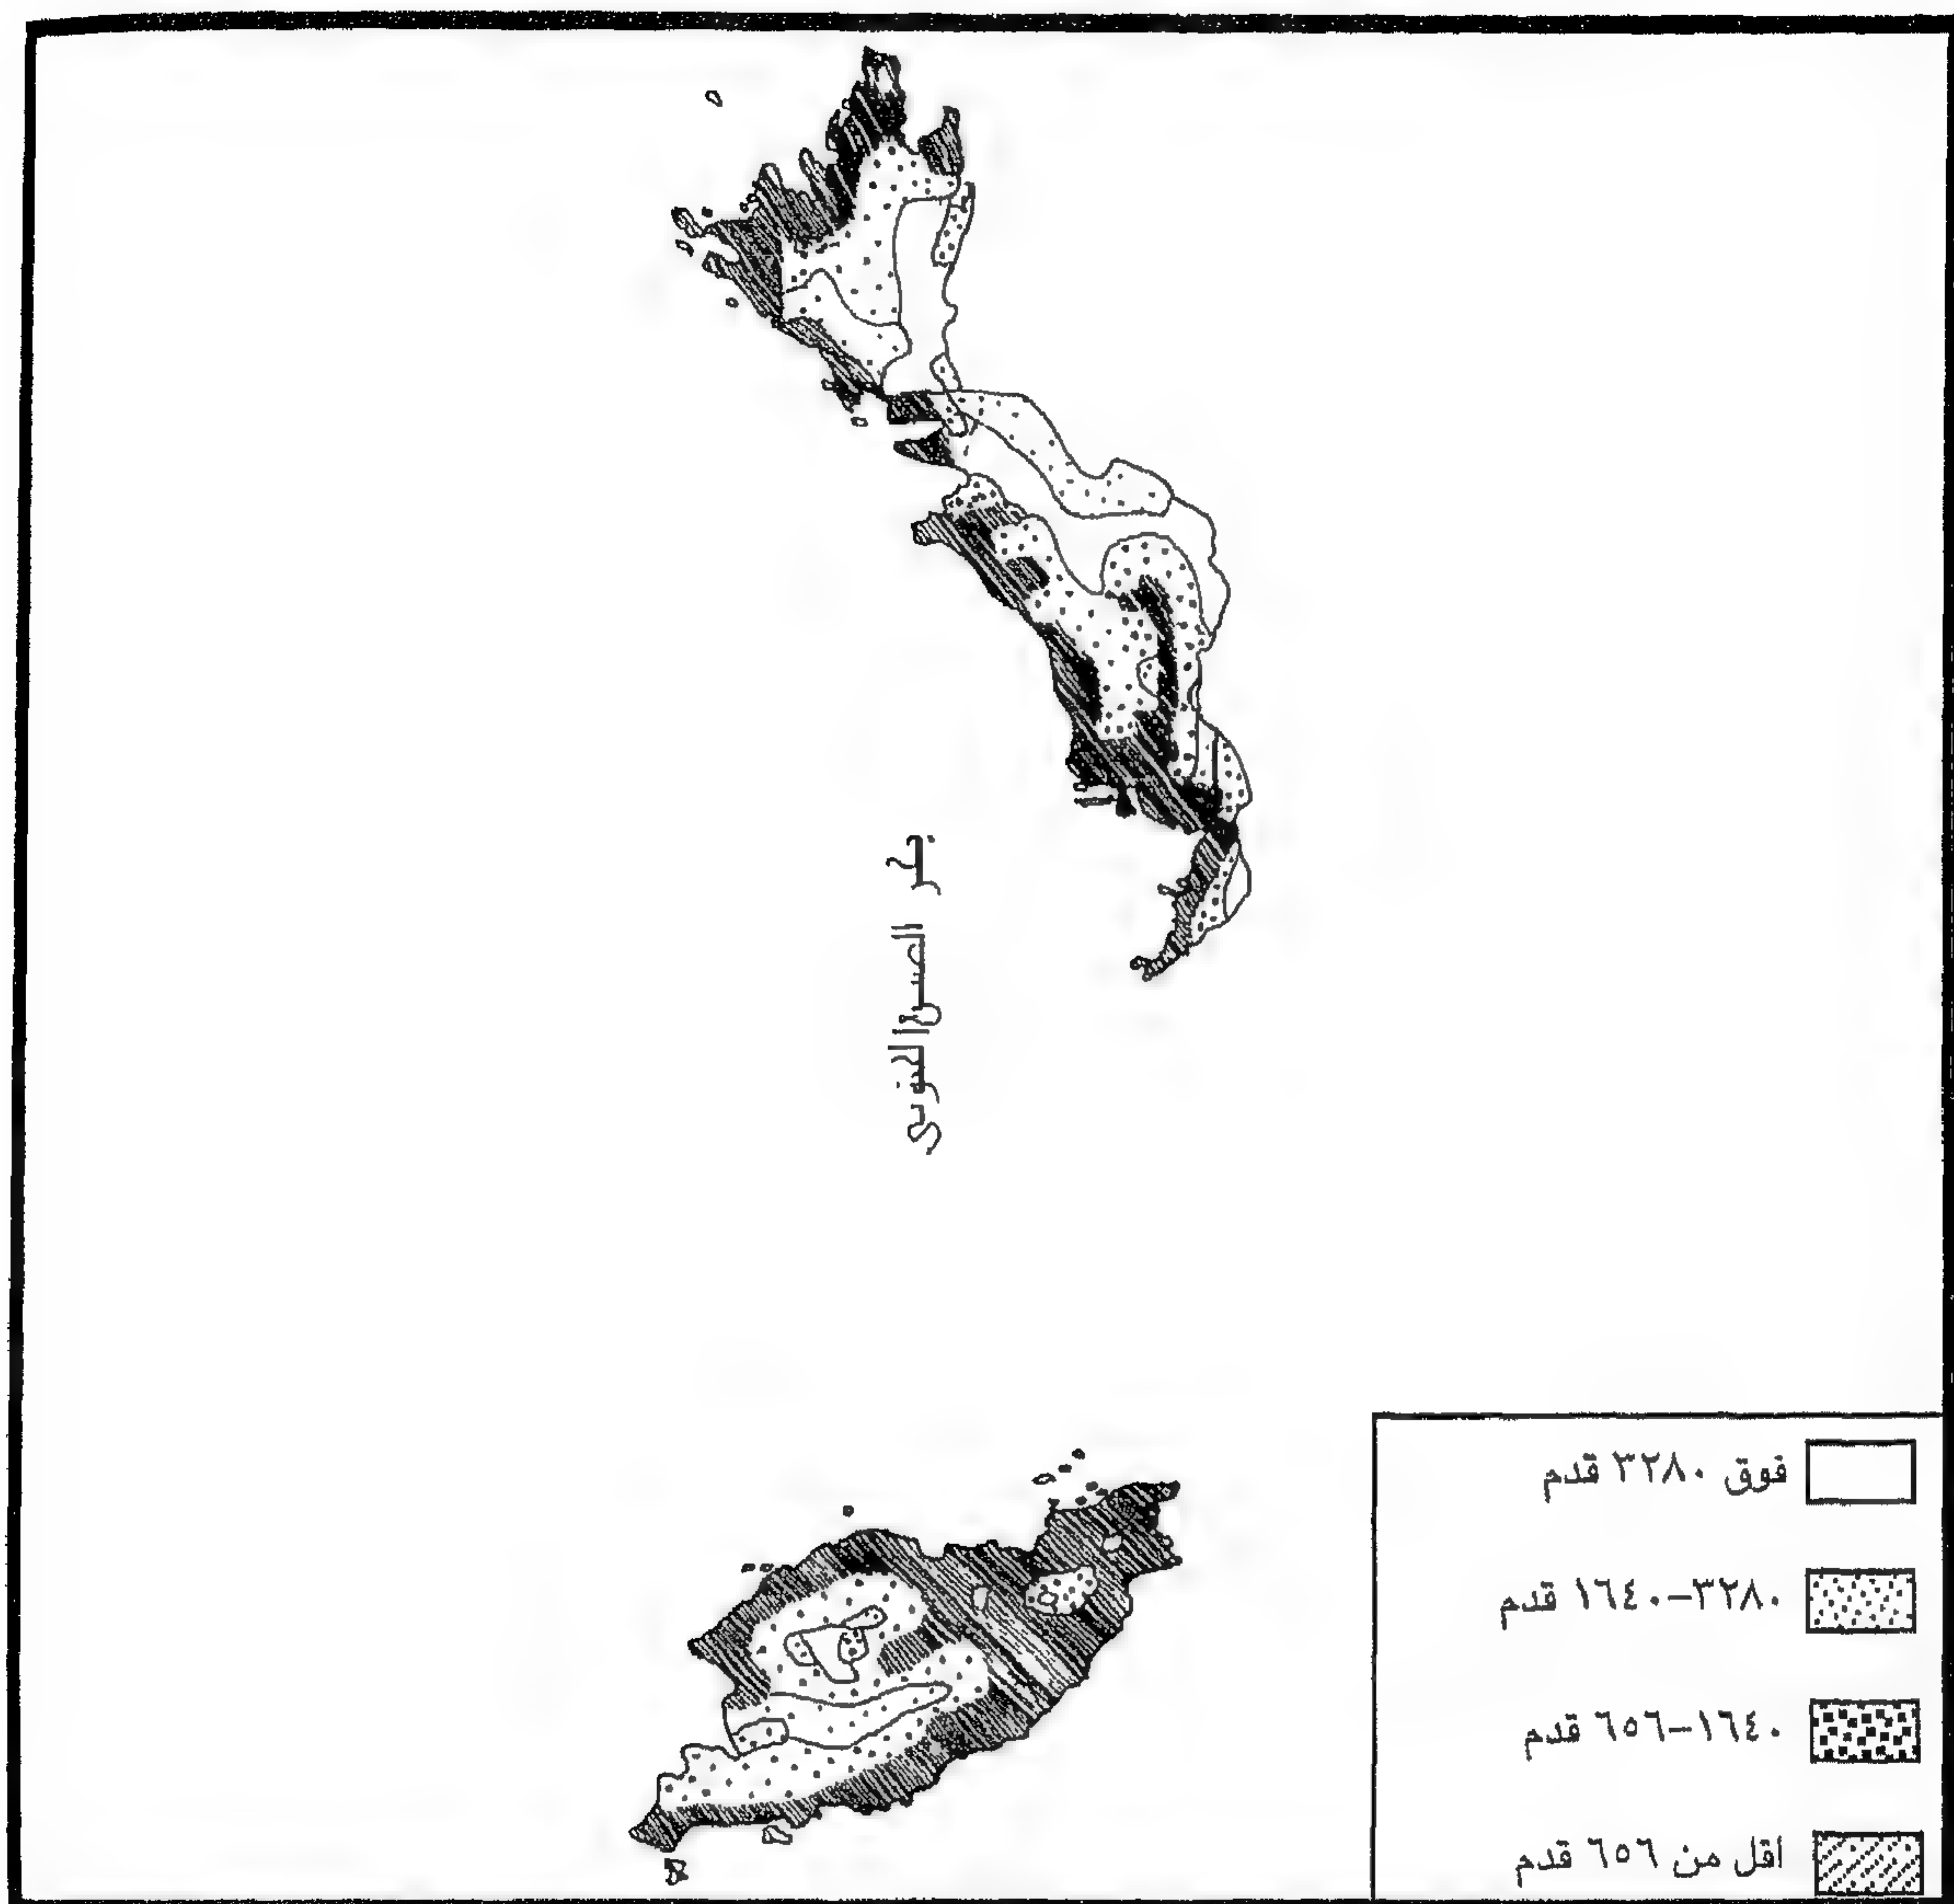 بحر الصين الجنوبي
فوق ٣٢٨٠ قدم
٣٢٨٠-١٦٤٠ قدم
١٦٤٠-٦٥٦ قدم
اقل من ٦٥٦ قدم